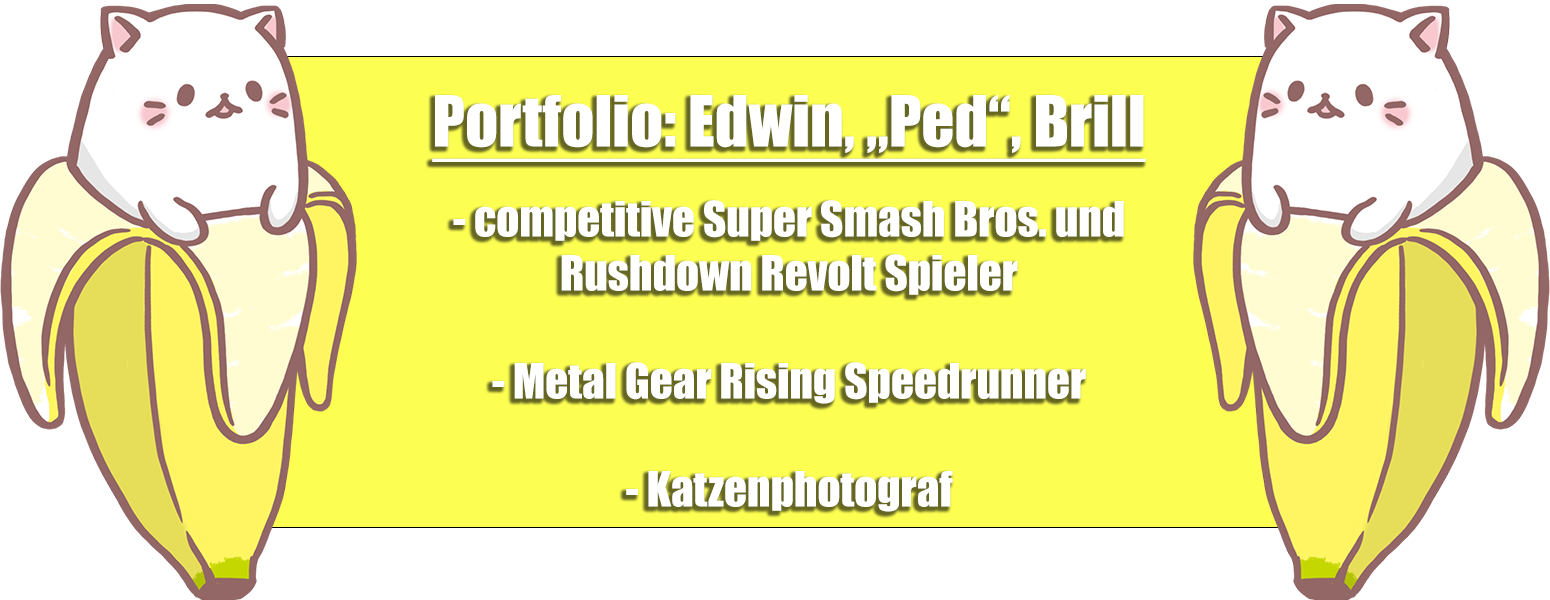 Portfolio: Edwin, „Ped“, Brill
- competitive Super Smash Bros. und
Rushdown Revolt Spieler
- Metal Gear Rising Speedrunner
- Katzenphotograf